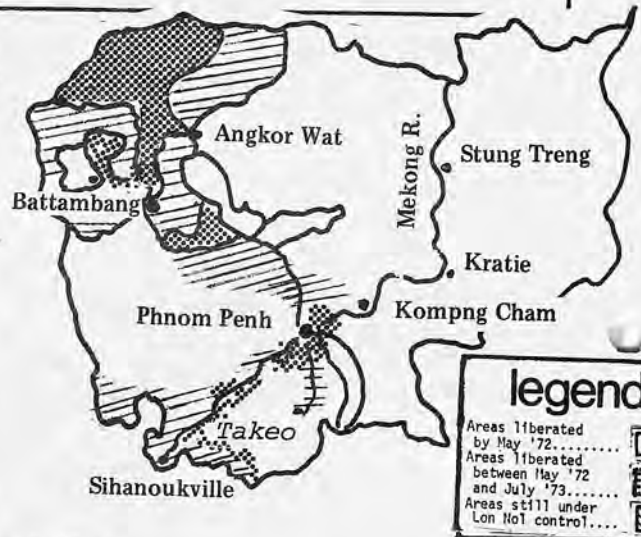 Angkor Wat
Mekong R.
Stung Treng
Battambang
Kratie
Phnom Penh
Kompng Cham
Takeo
Sihanoukville
legend
Areas liberated
by May '72.........
Areas liberated
between May '72
and July '73.......
Areas still under
Lon Nol control....